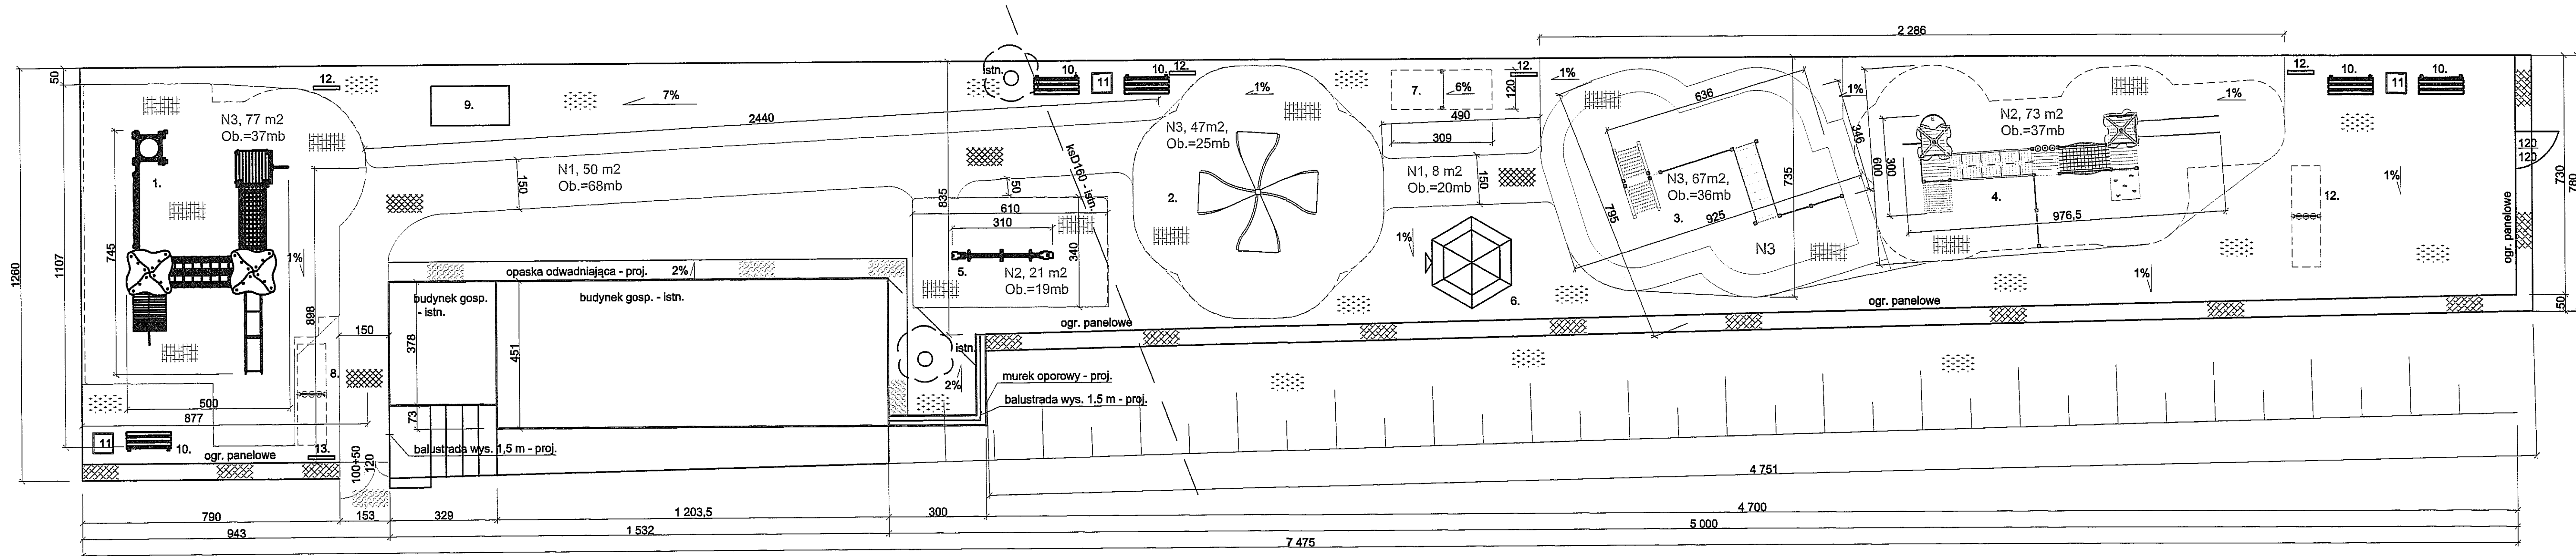 2 286
50
12.
istn.
10.
11
10.
12.
12.
1%
12.
10.
11
10.
9.
7%
1%
7.
6%
120
636
1%
1%
N3, 77 m2
Ob.=37mb
2440
N3, 47m2,
Ob.=25mb
490
309
346
N2, 73 m2
Ob.=37mb
120
120
1.
N1, 50 m2
Ob.=68mb
150
ksD160 - istn.
N1, 8 m2
Ob.=20mb
150
N3, 67m2,
Ob.=36mb
735
600
300
1%
730
780
1260
1107
745
835
50
610
310
340
2.
795
3.
925
4.
976,5
12.
1%
898
1%
N3
ogr. panelowe
opaska odwadniająca - proj.
2%
5.
N2, 21 m2
Ob.=19mb
6.
1%
50
budynek gosp.
- istn.
budynek gosp. - istn.
ogr. panelowe
ogr. panelowe
150
378
451
istn.
8.
2%
murek oporowy - proj.
balustrada wys. 1.5 m - proj.
500
877
73
11
10.
ogr. panelowe
13.
100+50
120
balustrada wys. 1,5 m - proj.
4 751
790
153
329
1 203,5
300
4 700
943
1 532
5 000
7 475